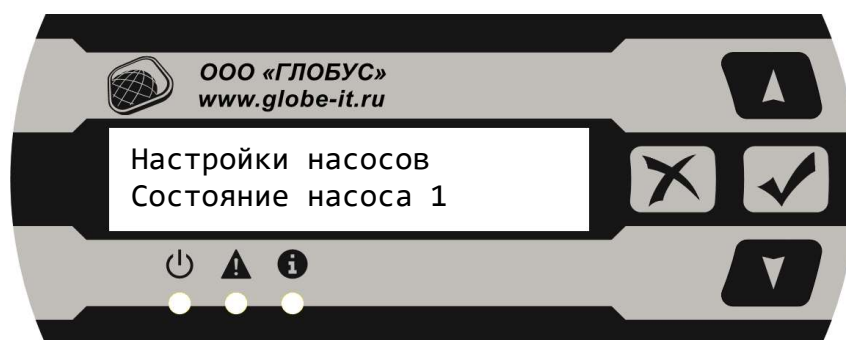 ООО «ГЛОБУС»
www.globe-it.ru
Настройки насосов
Состояние насоса 1